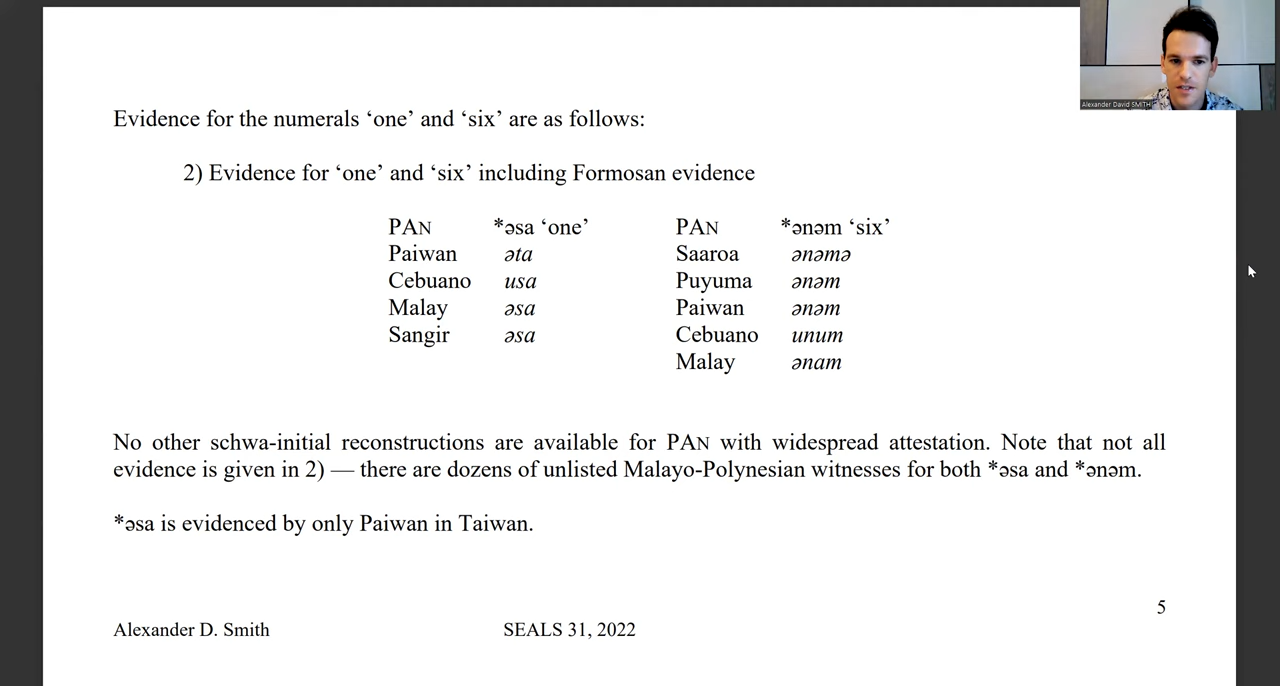 Alexander David SMITH
Evidence for the numerals ‘one’ and ‘six’ are as follows:
2) Evidence for ‘one’ and ‘six’ including Formosan evidence
PAN *əsa ‘one’ PAN *ənəm ‘six’
Paiwan əta Saaroa ənəmə
Cebuano usa Puyuma ənəm
Malay əsa Paiwan ənəm
Sangir əsa Cebuano unum
Malay ənam
No other schwa-initial reconstructions are available for PAN with widespread attestation. Note that not all
evidence is given in 2) — there are dozens of unlisted Malayo-Polynesian witnesses for both *əsa and *ənəm.
*əsa is evidenced by only Paiwan in Taiwan.
5
Alexander D. Smith SEALS 31, 2022